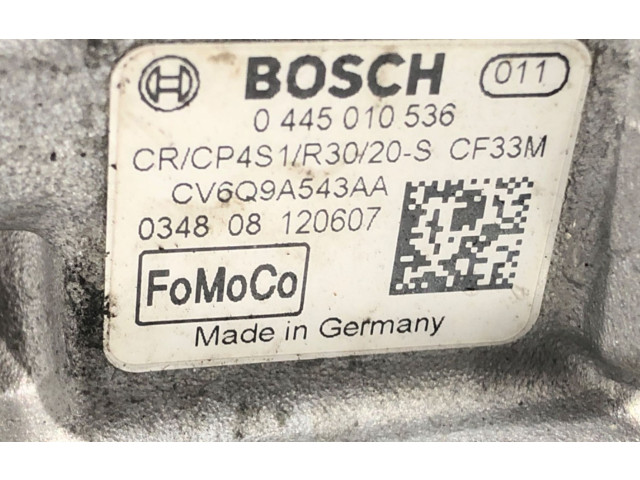 BOSCH 011
0 445 010 536
CR/CP4S1/R30/20-S CF33M
CV6Q9A543AA
0348 08 120607
FoMoCo
Made in Germany